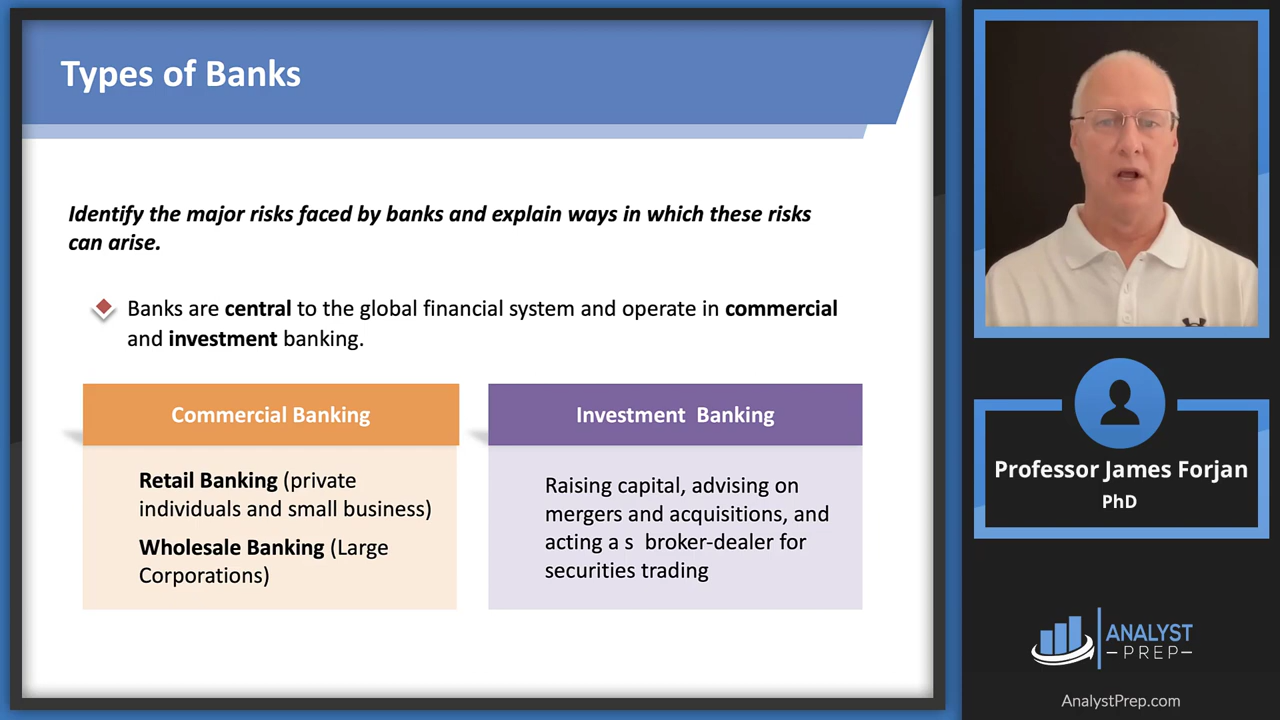 Types of Banks
Identify the major risks faced by banks and explain ways in which these risks
can arise.
Banks are central to the global financial system and operate in commercial
and investment banking.
Commercial Banking
Retail Banking (private
individuals and small business)
Wholesale Banking (Large
Corporations)
Investment  Banking
Raising capital, advising on
mergers and acquisitions, and
acting a s  broker-dealer for
securities trading
Professor James Forjan
PhD
ANALYST
PREP
AnalystPrep.com